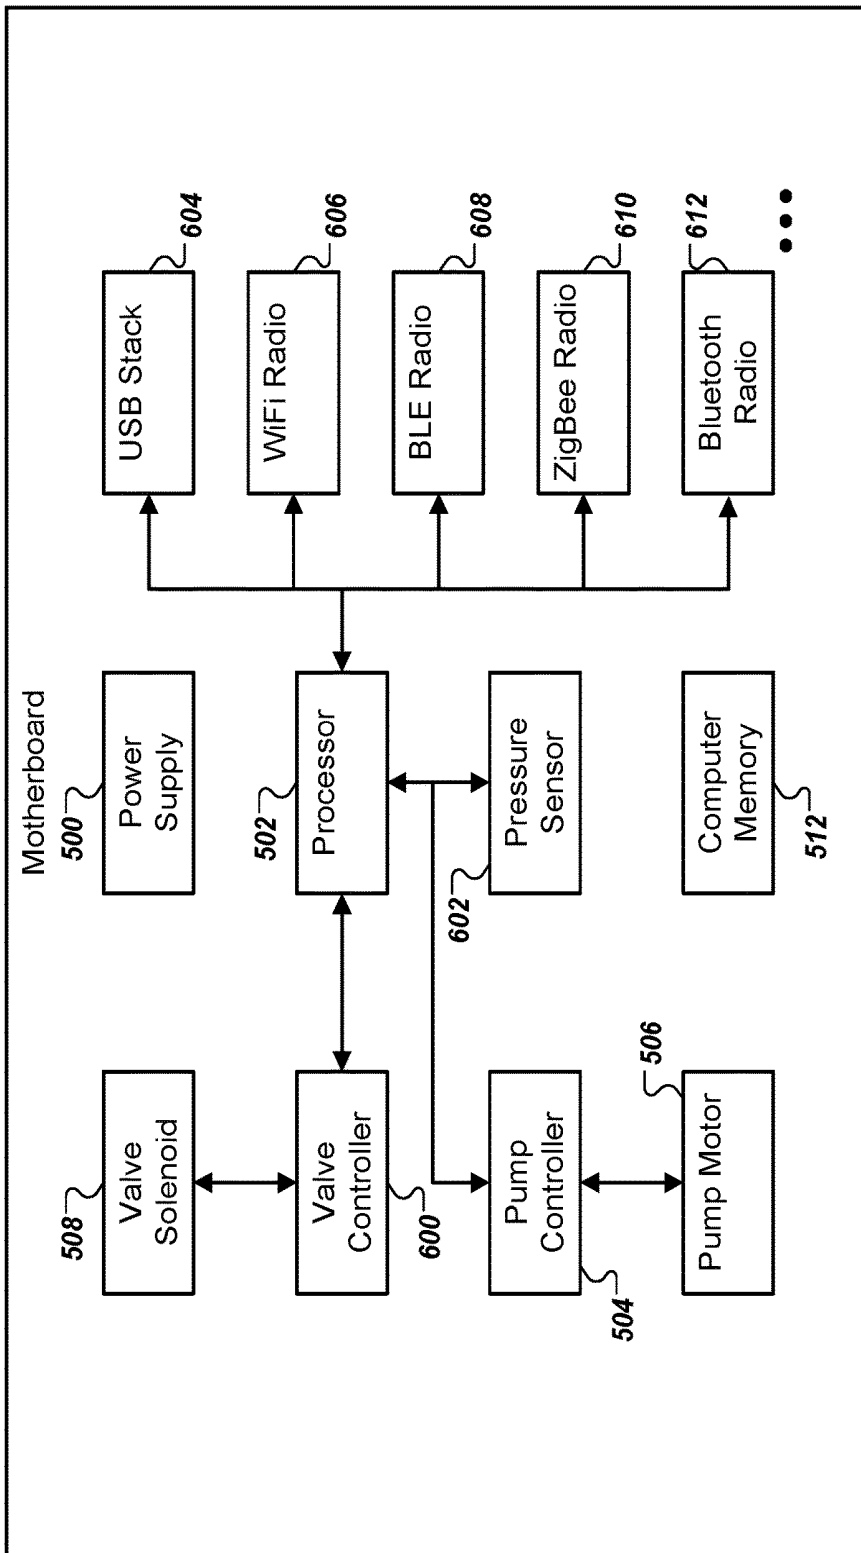 Motherboard
508
Valve
Solenoid
500
Power
Supply
USB Stack
604
Valve
Controller
600
502
Processor
WiFi Radio
606
Pump
Controller
504
602
Pressure
Sensor
BLE Radio
608
506
Pump Motor
Computer
Memory
512
ZigBee Radio
610
Bluetooth
Radio
612
•••